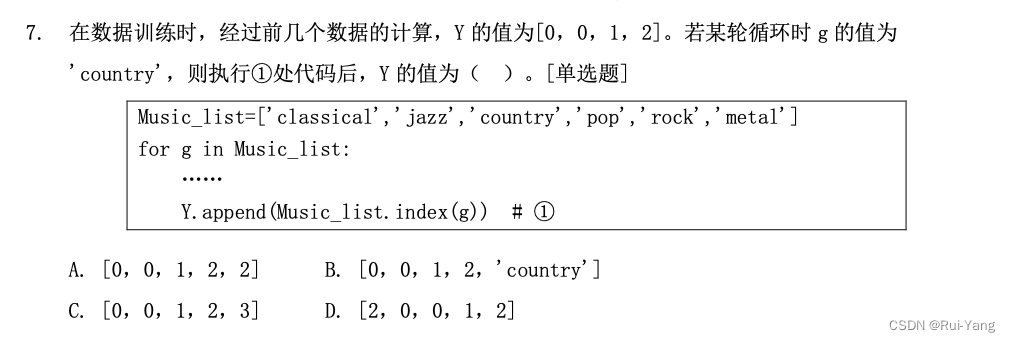 7. 在数据训练时，经过前几个数据的计算，Y 的值为[0，0，1，2]。若某轮循环时 g 的值为
'country'，则执行①处代码后，Y 的值为（　）。[单选题]
Music_list=['classical','jazz','country','pop','rock','metal']
for g in Music_list:
……
Y.append(Music_list.index(g)) # ①
A. [0，0，1，2，2] B. [0，0，1，2，'country']
C. [0，0，1，2，3] D. [2，0，0，1，2]
CSDN @Rui-Yang